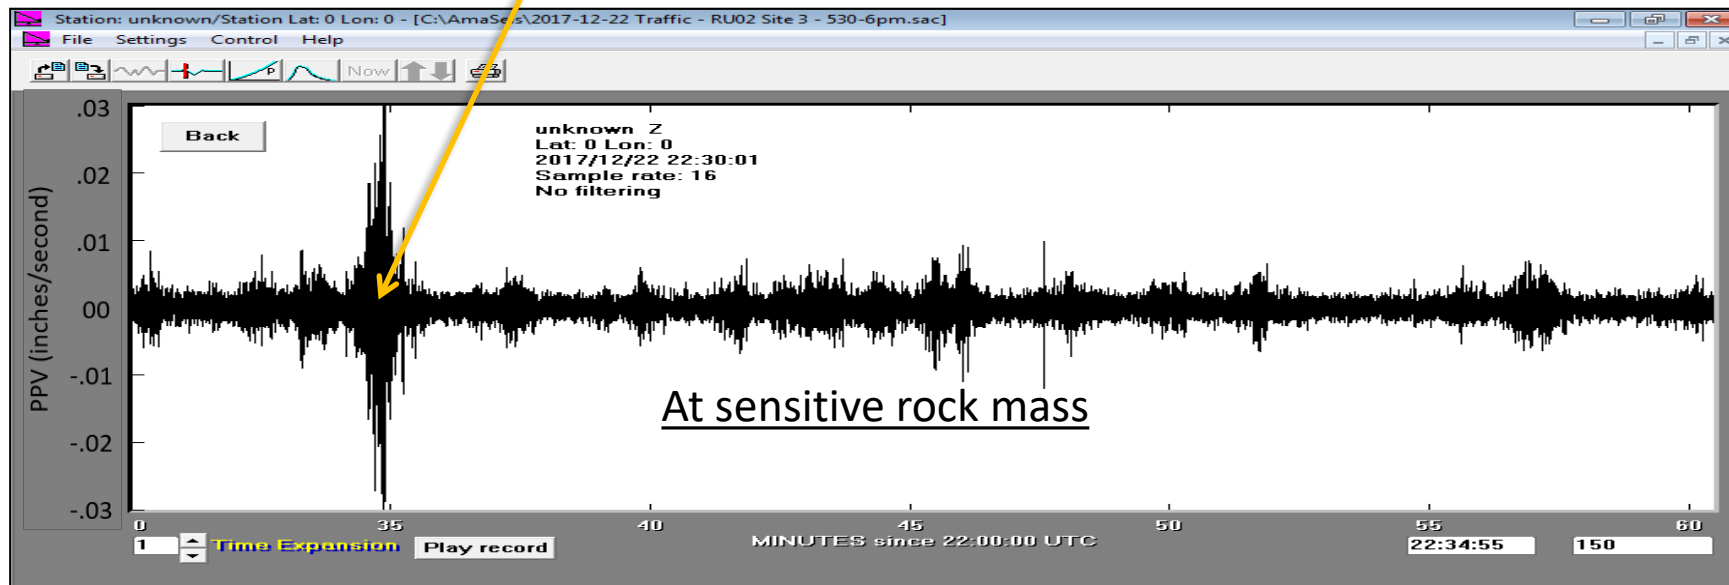 Station: unknown/Station Lat: 0 Lon: 0 - [C:\AmaSeis\2017-12-22 Traffic - RU02 Site 3 - 530-6pm.sac]
File Settings Control Help
P Now
Back
unknown Z
Lat: 0 Lon: 0
2017/12/22 22:30:01
Sample rate: 16
No filtering
PPV (inches/second)
.03
.02
.01
00
-.01
-.02
-.03
At sensitive rock mass
0 35 40 45 50 55 60
MINUTES since 22:00:00 UTC
1 Time Expansion Play record 22:34:55 150